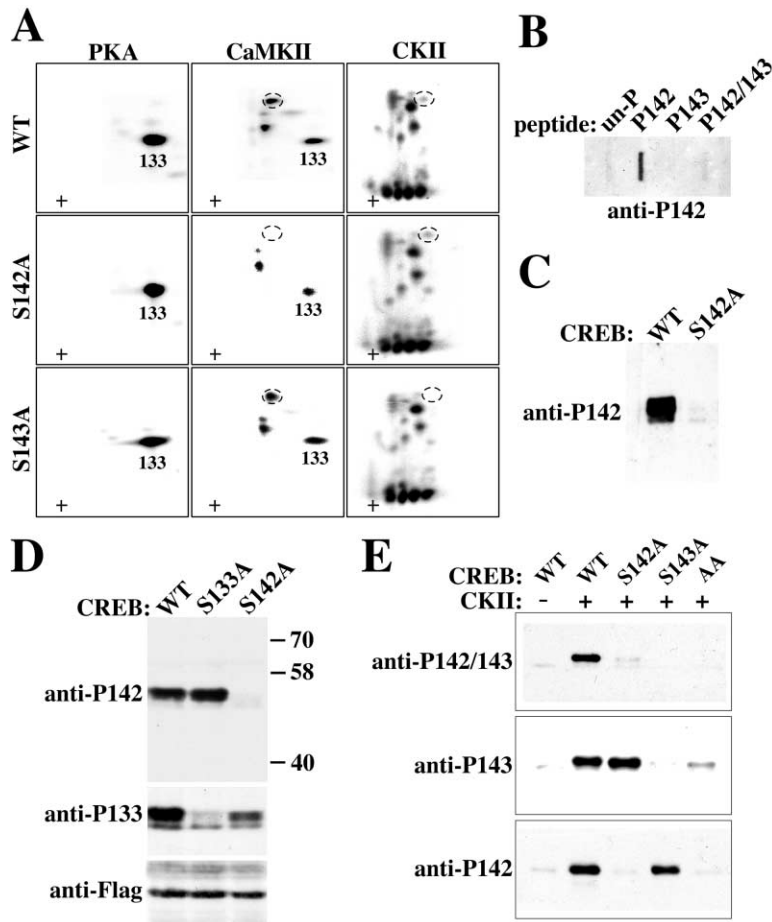 A
PKA CaMKII CKII
WT
133 133
+ + +
S142A
133 133
+ + +
S143A
133 133
+ + +
B
peptide: un-P P142 P143 P142/143
anti-P142
C
CREB: WT S142A
anti-P142
D
CREB: WT S133A S142A
anti-P142
70
58
40
anti-P133
anti-Flag
E
CREB: WT WT S142A S143A AA
CKII: - + + + +
anti-P142/143
anti-P143
anti-P142